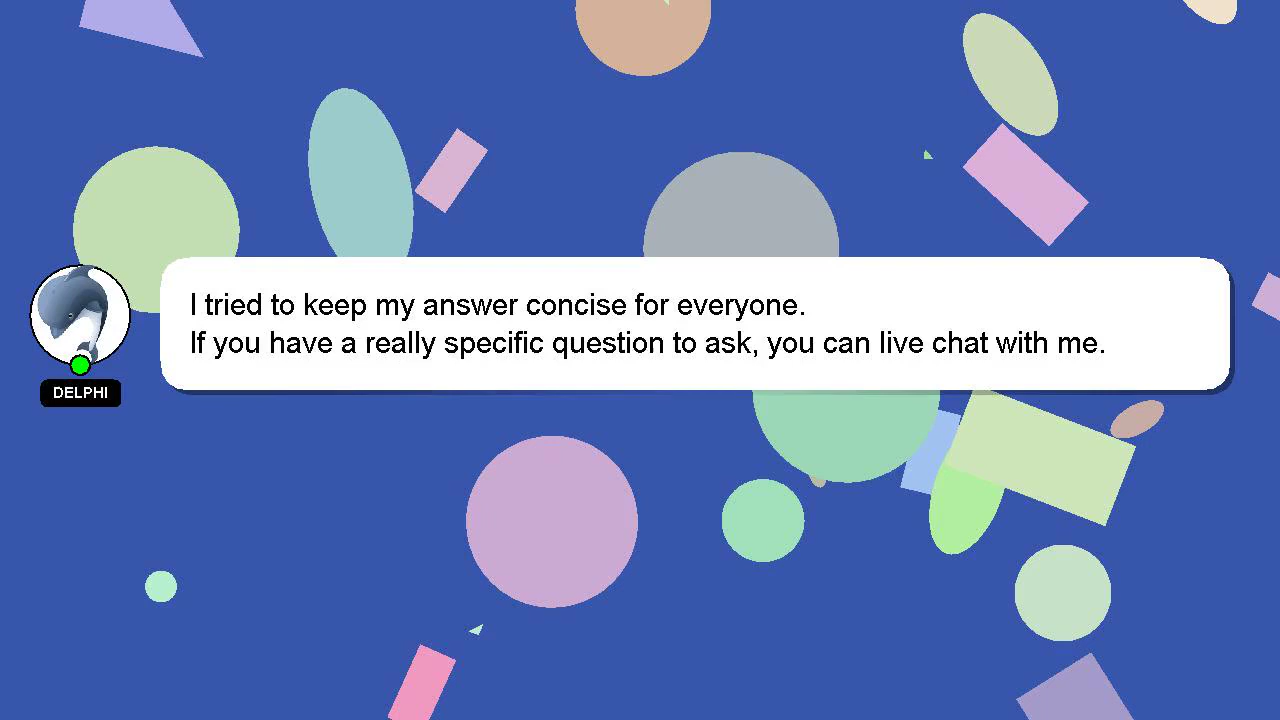 I tried to keep my answer concise for everyone.
If you have a really specific question to ask, you can live chat with me.
DELPHI